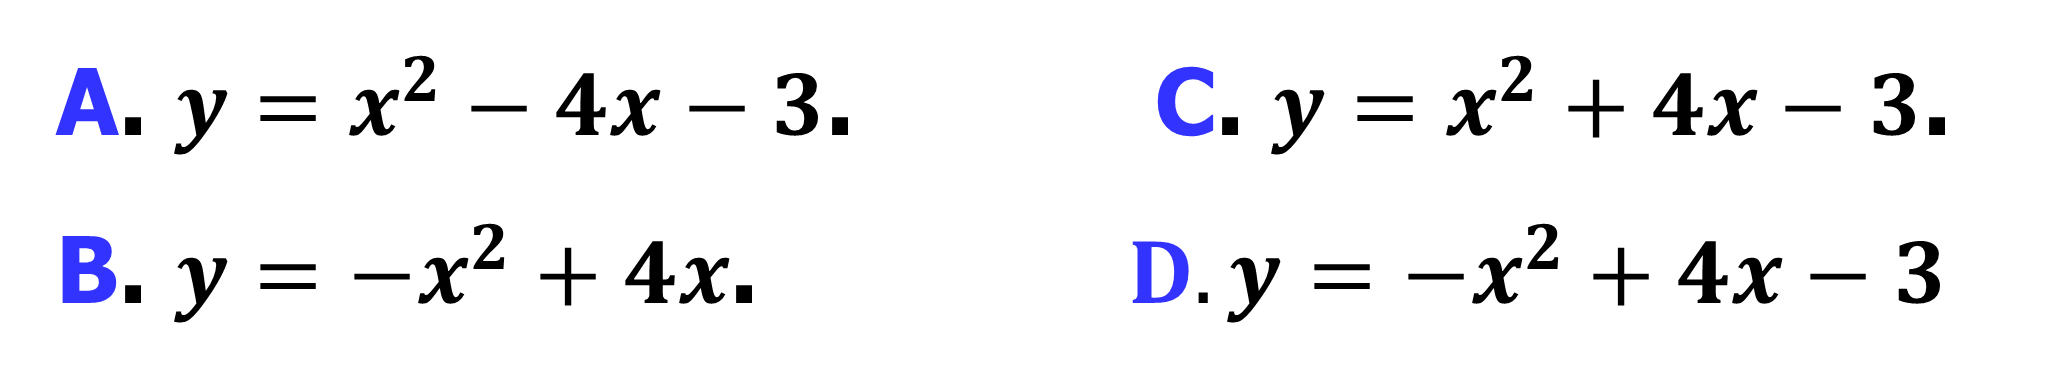 A. y = x² − 4x − 3. C. y = x² + 4x − 3.
B. y = −x² + 4x. D. y = −x² + 4x − 3